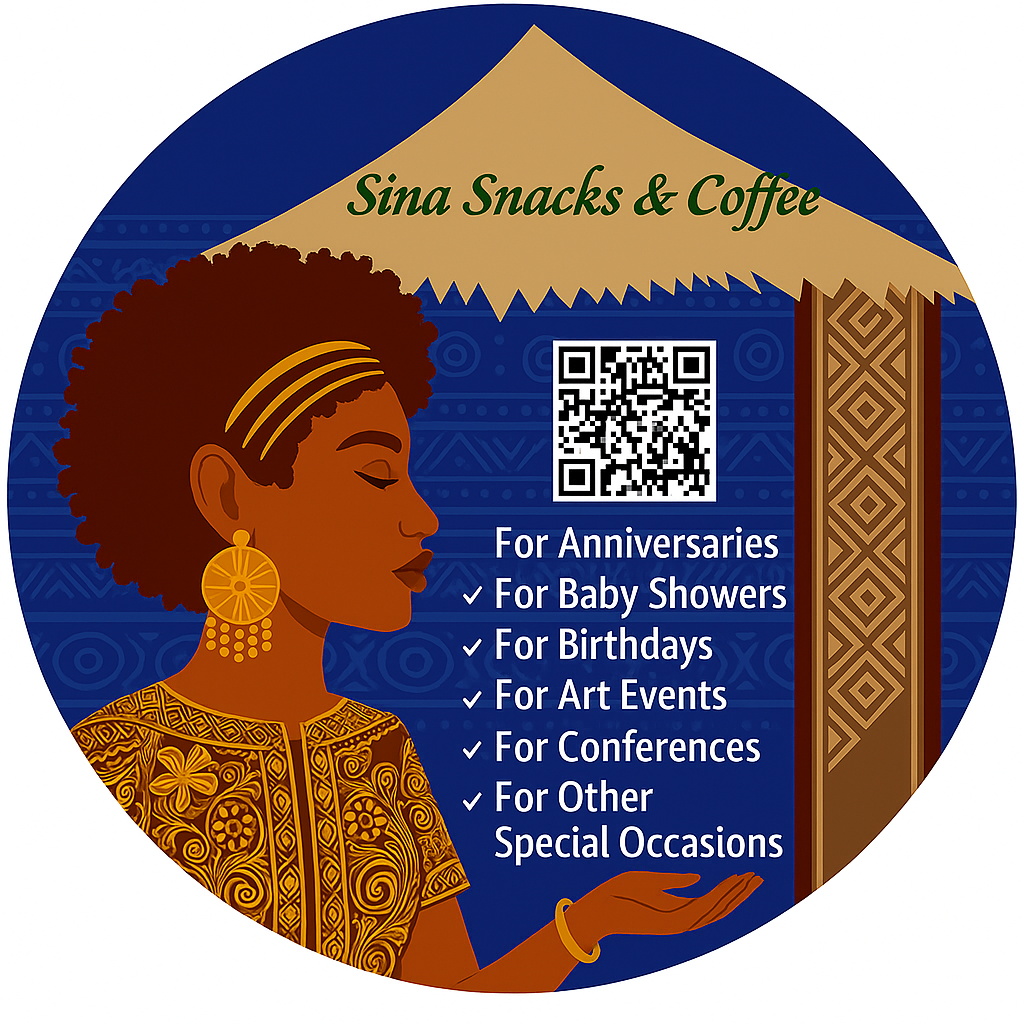 Sina Snacks & Coffee
For Anniversaries
✓ For Baby Showers
✓ For Birthdays
✓ For Art Events
✓ For Conferences
✓ For Other
Special Occasions